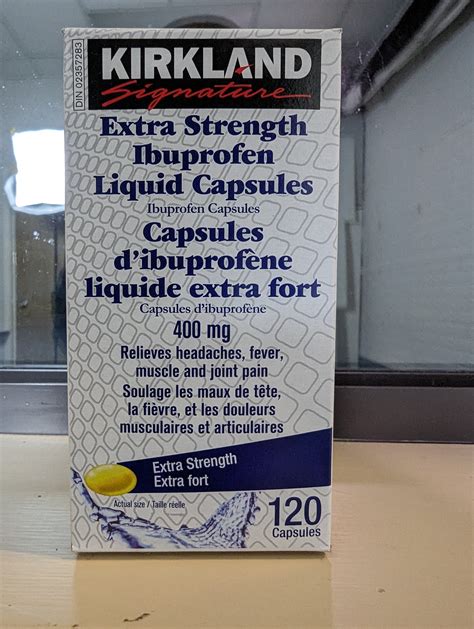 DIN 02357283
KIRKLAND
Signature
Extra Strength
Ibuprofen
Liquid Capsules
Ibuprofen Capsules
Capsules
d'ibuprofène
liquide extra fort
Capsules d'ibuprofène
400 mg
Relieves headaches, fever,
muscle and joint pain
Soulage les maux de tête,
la fièvre, et les douleurs
musculaires et articulaires
Extra Strength
Extra fort
Actual size / Taille réelle
120
Capsules